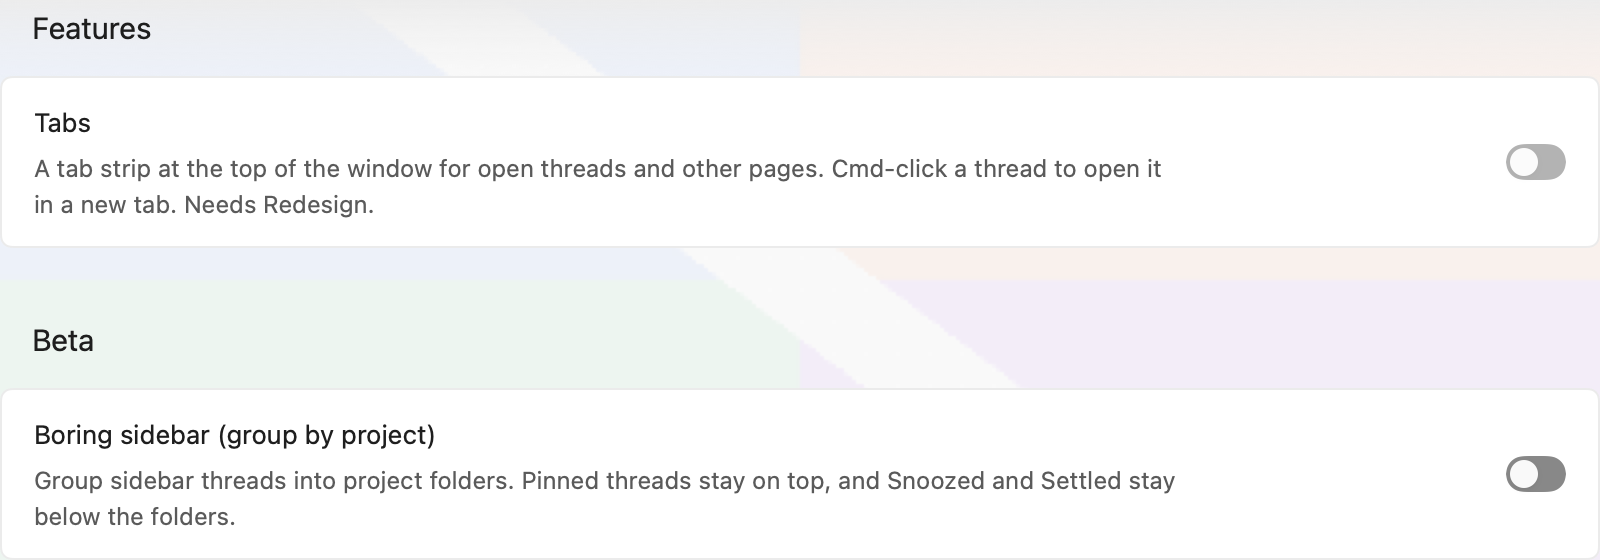 Features
Tabs
A tab strip at the top of the window for open threads and other pages. Cmd-click a thread to open it
in a new tab. Needs Redesign.
Beta
Boring sidebar (group by project)
Group sidebar threads into project folders. Pinned threads stay on top, and Snoozed and Settled stay
below the folders.